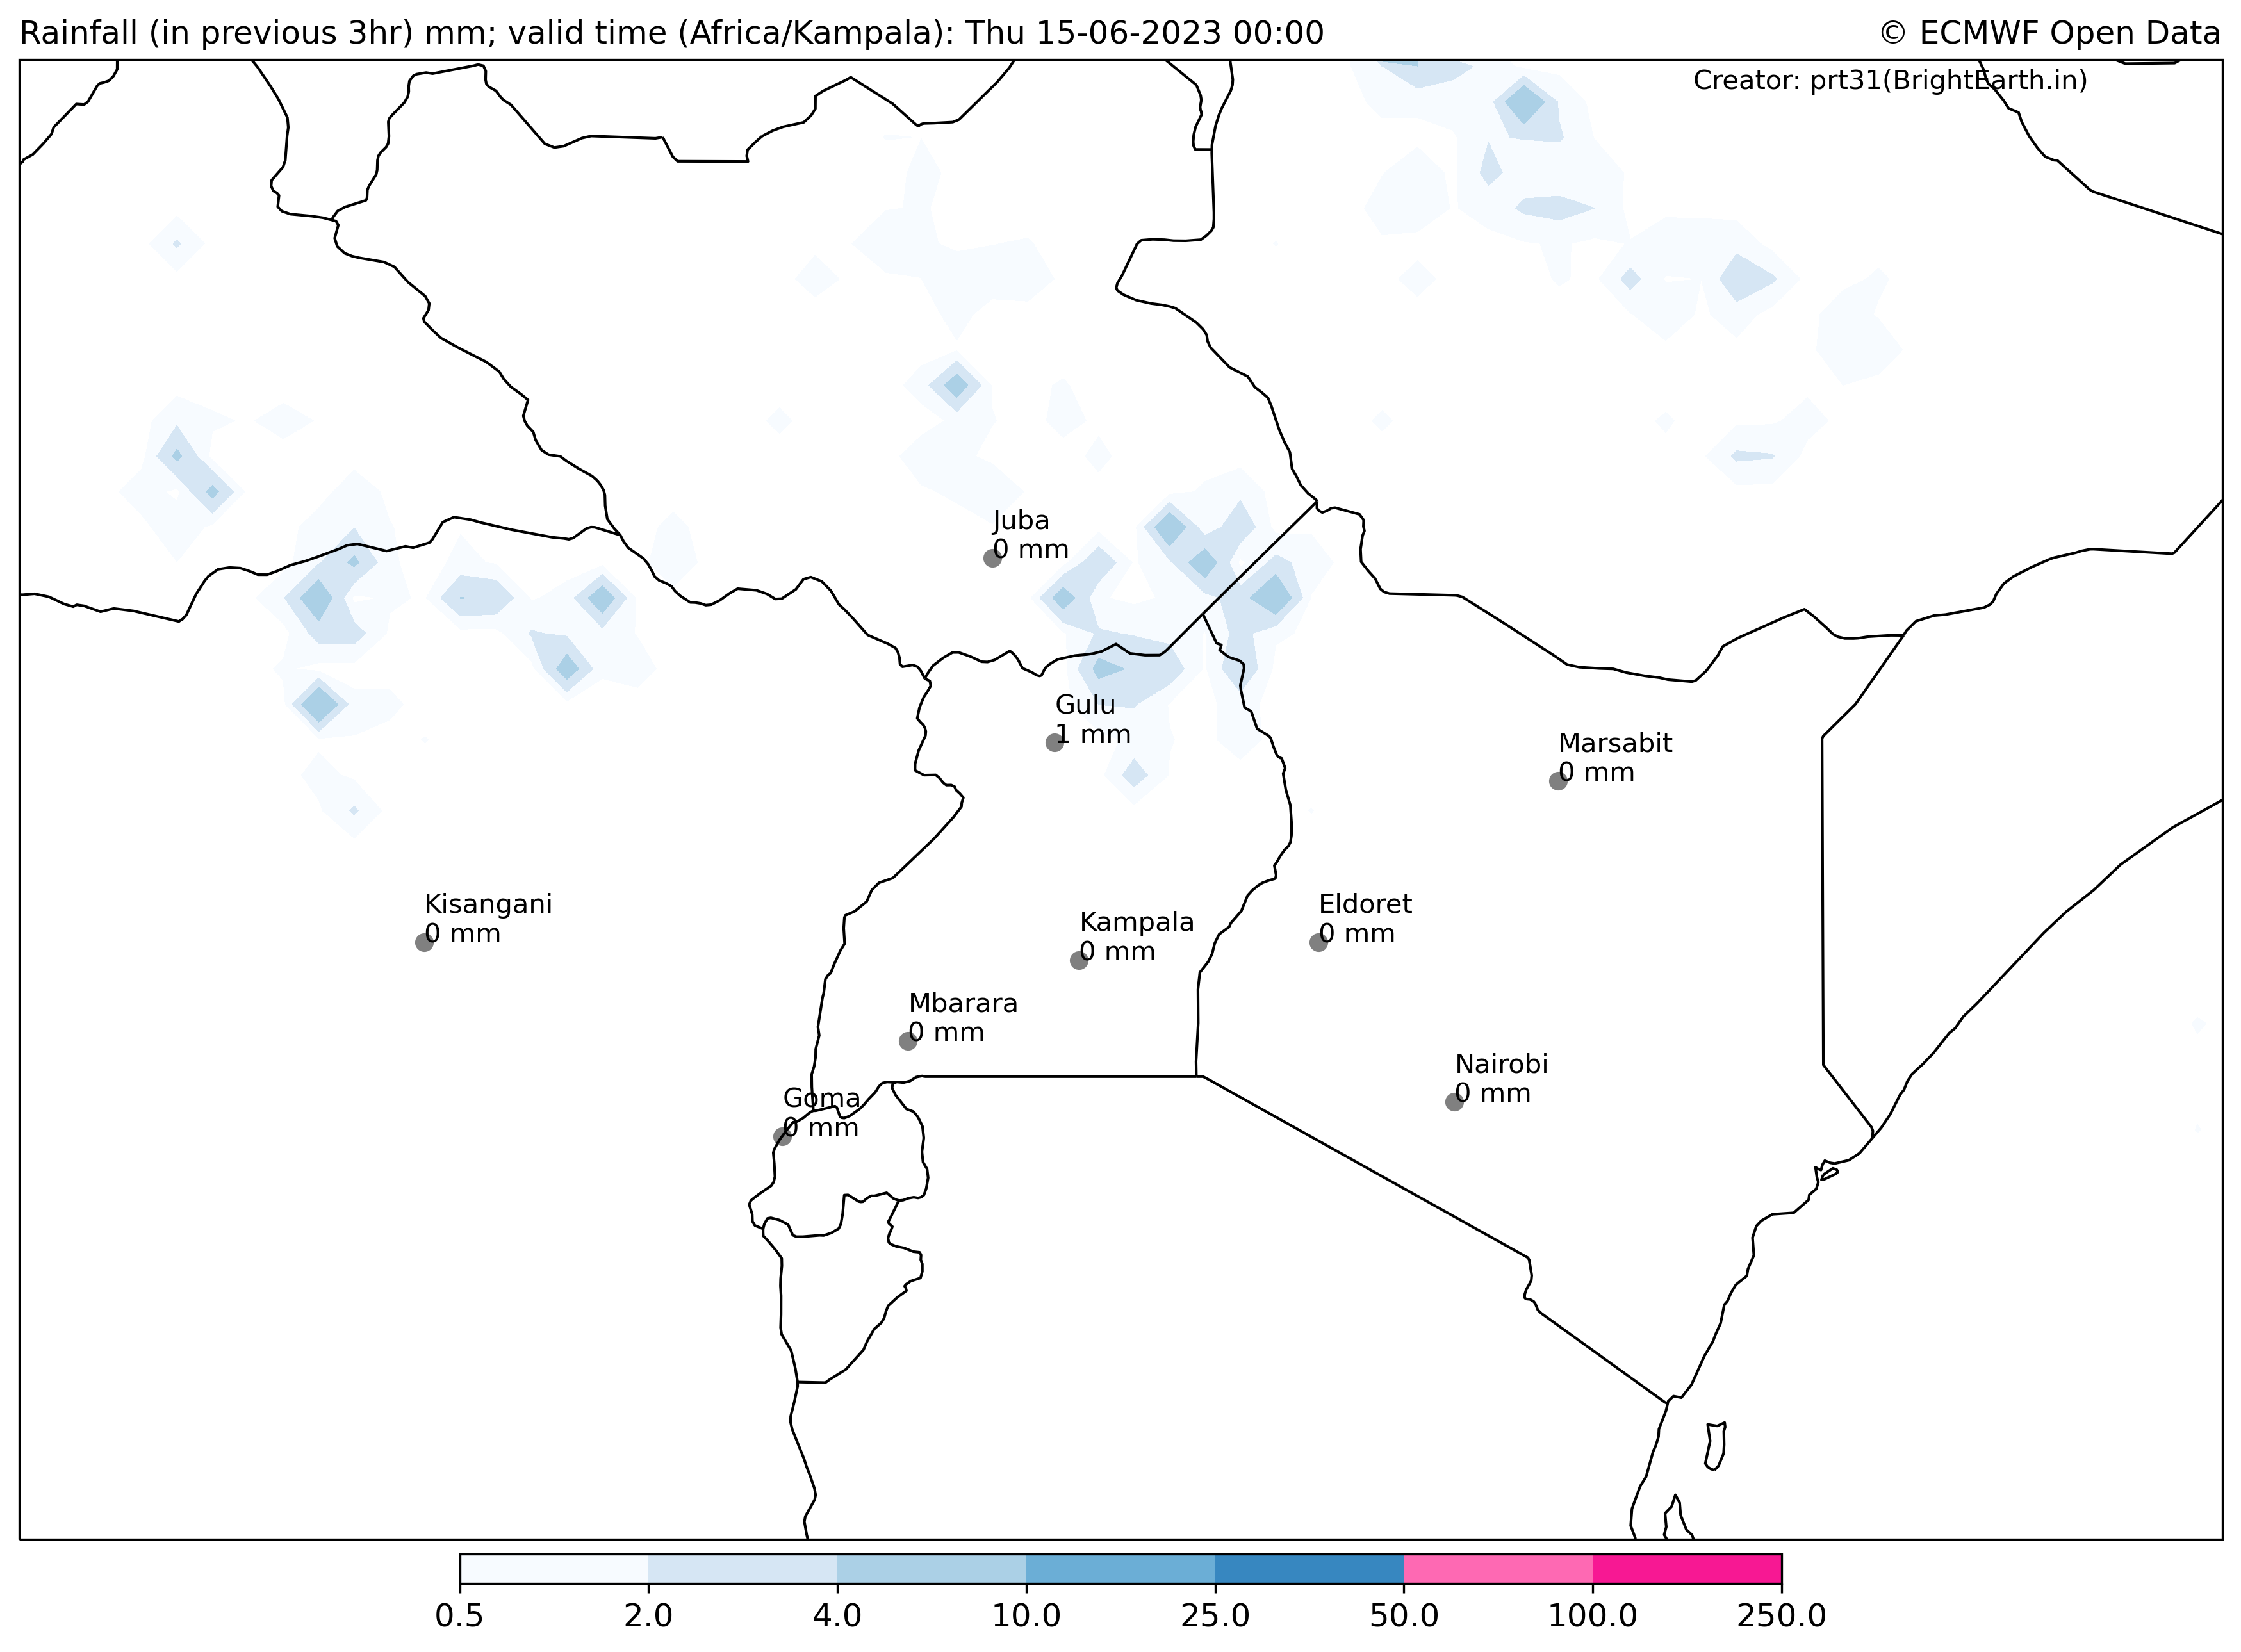 Rainfall (in previous 3hr) mm; valid time (Africa/Kampala): Thu 15-06-2023 00:00
© ECMWF Open Data
Creator: prt31(BrightEarth.in)
Juba
0 mm
Gulu
1 mm
Marsabit
0 mm
Kisangani
0 mm
Kampala
0 mm
Eldoret
0 mm
Mbarara
0 mm
Nairobi
0 mm
Goma
0 mm
0.5 2.0 4.0 10.0 25.0 50.0 100.0 250.0